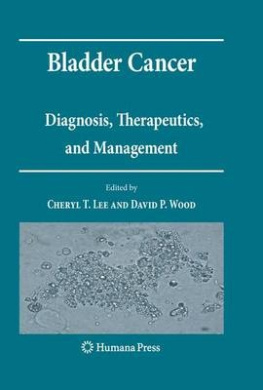 Bladder Cancer
Diagnosis, Therapeutics,
and Management
Edited by
CHERYL T. LEE AND DAVID P. WOOD
Humana Press